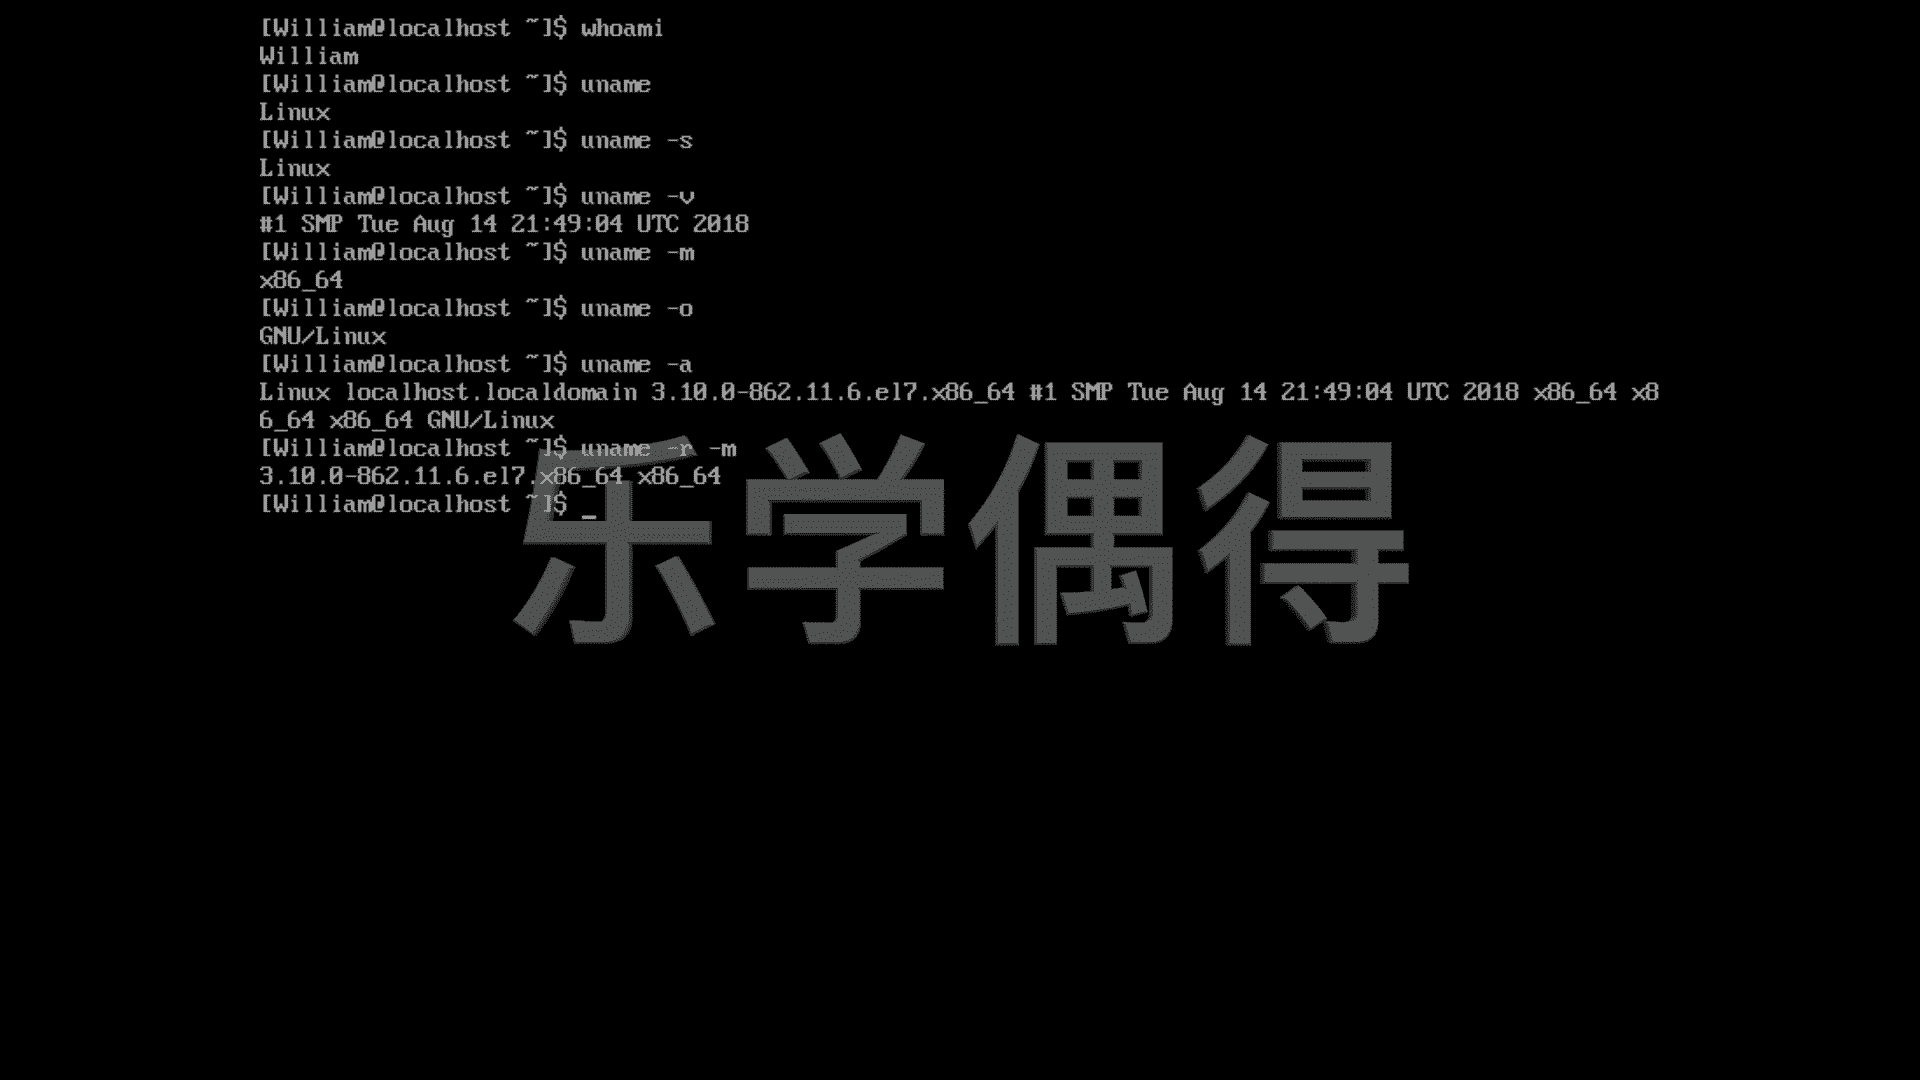 [William@localhost ~]$ whoami
William
[William@localhost ~]$ uname
Linux
[William@localhost ~]$ uname -s
Linux
[William@localhost ~]$ uname -v
#1 SMP Tue Aug 14 21:49:04 UTC 2018
[William@localhost ~]$ uname -m
x86_64
[William@localhost ~]$ uname -o
GNU/Linux
[William@localhost ~]$ uname -a
Linux localhost.localdomain 3.10.0-862.11.6.el7.x86_64 #1 SMP Tue Aug 14 21:49:04 UTC 2018 x86_64 x8
6_64 x86_64 GNU/Linux
[William@localhost ~]$ uname -r -m
3.10.0-862.11.6.el7.x86_64 x86_64
[William@localhost ~]$ _
乐学偶得